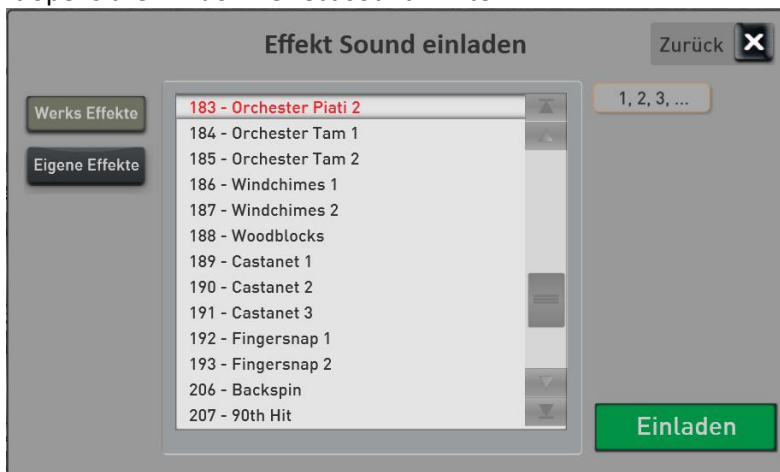 Effekt Sound einladen
Zurück
Werks Effekte
Eigene Effekte
183 - Orchester Piati 2
184 - Orchester Tam 1
185 - Orchester Tam 2
186 - Windchimes 1
187 - Windchimes 2
188 - Woodblocks
189 - Castanet 1
190 - Castanet 2
191 - Castanet 3
192 - Fingersnap 1
193 - Fingersnap 2
206 - Backspin
207 - 90th Hit
1, 2, 3, ...
Einladen